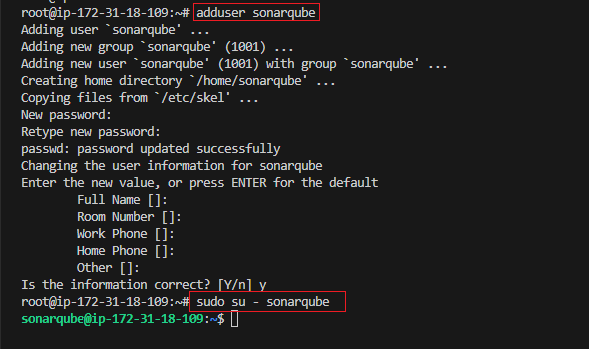 root@ip-172-31-18-109:~# adduser sonarqube
Adding user `sonarqube' ...
Adding new group `sonarqube' (1001) ...
Adding new user `sonarqube' (1001) with group `sonarqube' ...
Creating home directory `/home/sonarqube' ...
Copying files from `/etc/skel' ...
New password:
Retype new password:
passwd: password updated successfully
Changing the user information for sonarqube
Enter the new value, or press ENTER for the default
        Full Name []:
        Room Number []:
        Work Phone []:
        Home Phone []:
        Other []:
Is the information correct? [Y/n] y
root@ip-172-31-18-109:~# sudo su - sonarqube
sonarqube@ip-172-31-18-109:~$